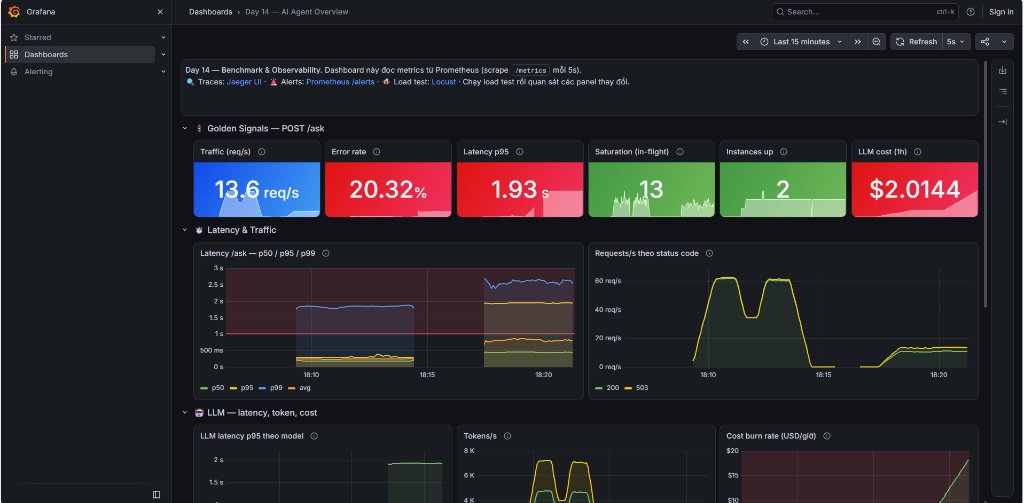 Grafana
Dashboards › Day 14 — AI Agent Overview
Search...
ctrl+k
Sign in
Starred
Dashboards
Alerting
Last 15 minutes
Refresh
5s
Day 14 — Benchmark & Observability. Dashboard này đọc metrics từ Prometheus (scrape /metrics mỗi 5s).
🔍 Traces: Jaeger UI · 🚨 Alerts: Prometheus /alerts · Load test: Locust · Chạy load test rồi quan sát các panel thay đổi.
🚦 Golden Signals — POST /ask
Traffic (req/s)
13.6 req/s
Error rate
20.32%
Latency p95
1.93 s
Saturation (in-flight)
13
Instances up
2
LLM cost (1h)
$2.0144
Latency & Traffic
Latency /ask — p50 / p95 / p99
3 s
2.5 s
2 s
1.5 s
1 s
500 ms
0 s
18:10
18:15
18:20
p50 p95 p99 avg
Requests/s theo status code
60 req/s
40 req/s
20 req/s
0 req/s
18:10
18:15
18:20
200 503
LLM — latency, token, cost
LLM latency p95 theo model
2 s
1.5 s
Tokens/s
8 K
6 K
4 K
Cost burn rate (USD/giờ)
$20
$15
$10